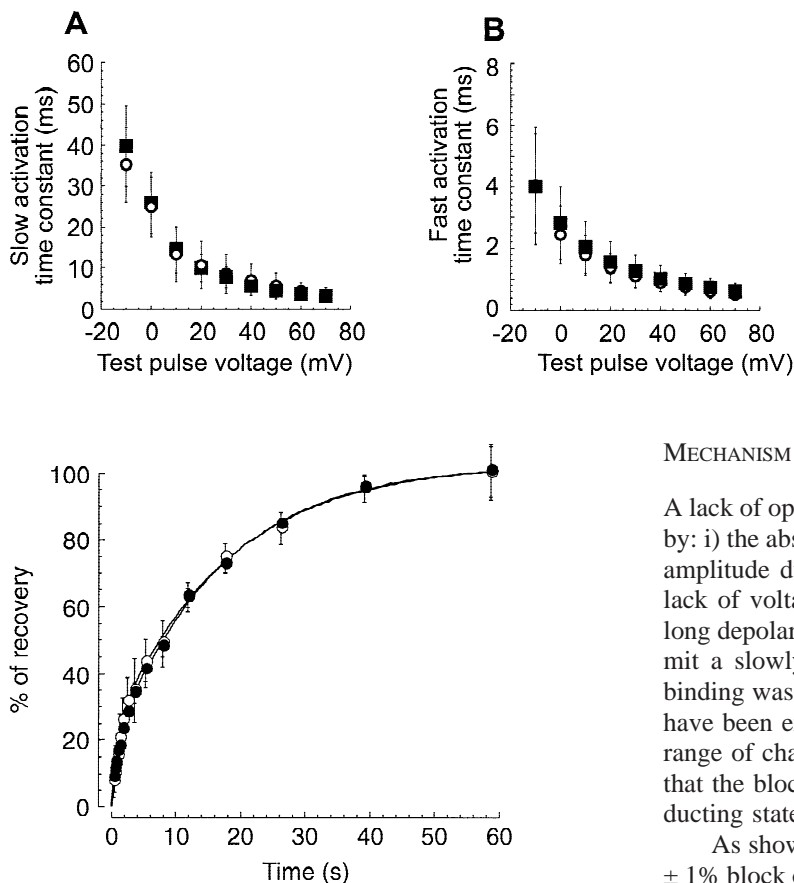 A
B
60
50
40
30
20
10
0
Slow activation
time constant (ms)
-20 0 20 40 60 80
Test pulse voltage (mV)
8
6
4
2
0
Fast activation
time constant (ms)
-20 0 20 40 60 80
Test pulse voltage (mV)
100
80
60
40
20
0
% of recovery
0 10 20 30 40 50 60
Time (s)
MECHANISM
A lack of op
by: i) the abs
amplitude d
lack of volta
long depolar
mit a slowly
binding was
have been e
range of cha
that the bloc
ducting state
As show
± 1% block